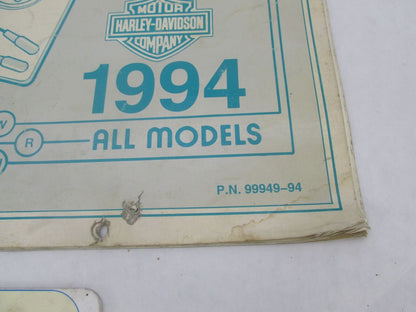 MOTOR
HARLEY-DAVIDSON
COMPANY
1994
W
R
ALL MODELS
P.N. 99949-94